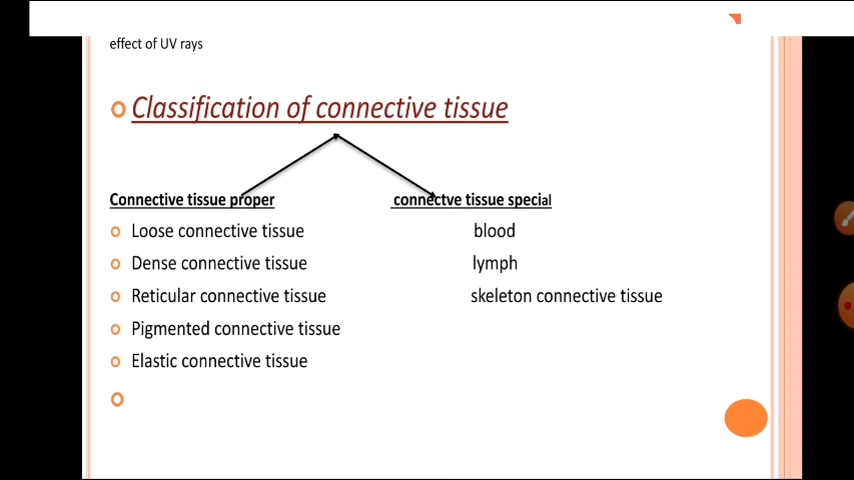 effect of UV rays
Classification of connective tissue
Connective tissue proper
Loose connective tissue
Dense connective tissue
Reticular connective tissue
Pigmented connective tissue
Elastic connective tissue
connectve tissue special
blood
lymph
skeleton connective tissue